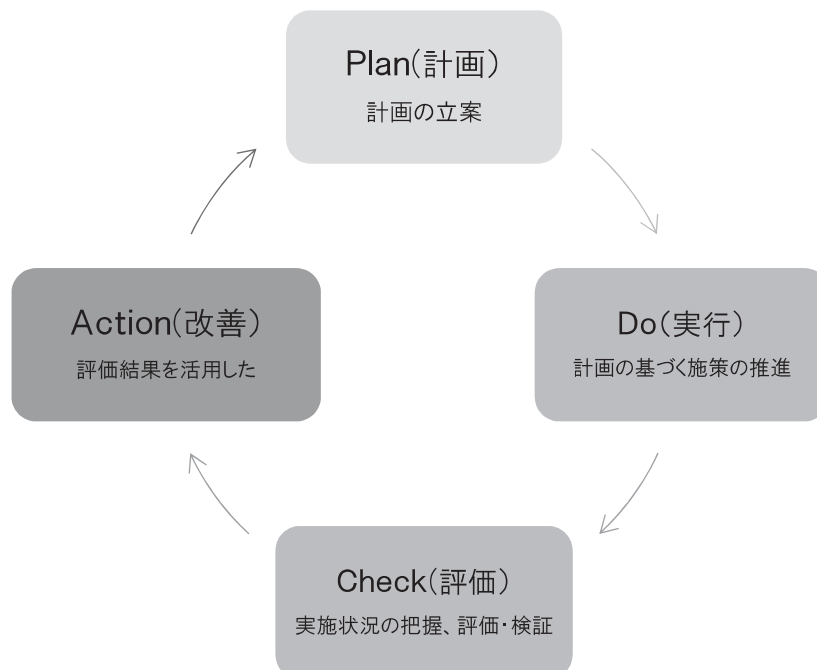 Plan(計画)
計画の立案
Do(実行)
計画の基づく施策の推進
Check(評価)
実施状況の把握、評価・検証
Action(改善)
評価結果を活用した